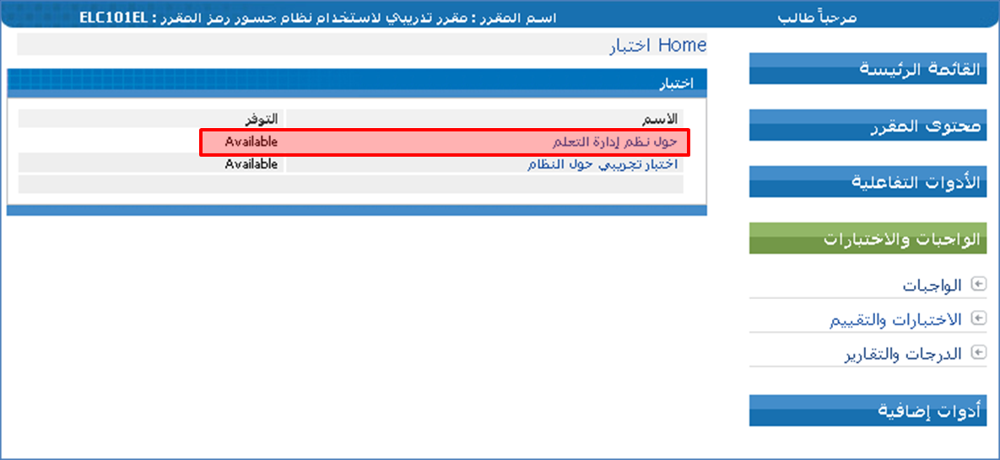 مرحباً طالب
اسم المقرر : مقرر تدريبي لاستخدام نظام جسور رمز المقرر : ELC101EL
القائمة الرئيسة
محتوى المقرر
الأدوات التفاعلية
الواجبات والاختبارات
الواجبات
الاختبارات والتقييم
الدرجات والتقارير
أدوات إضافية
Home اختبار
اختبار
الاسم التوفر
حول نظم إدارة التعلم Available
اختبار تجريبي حول النظام Available